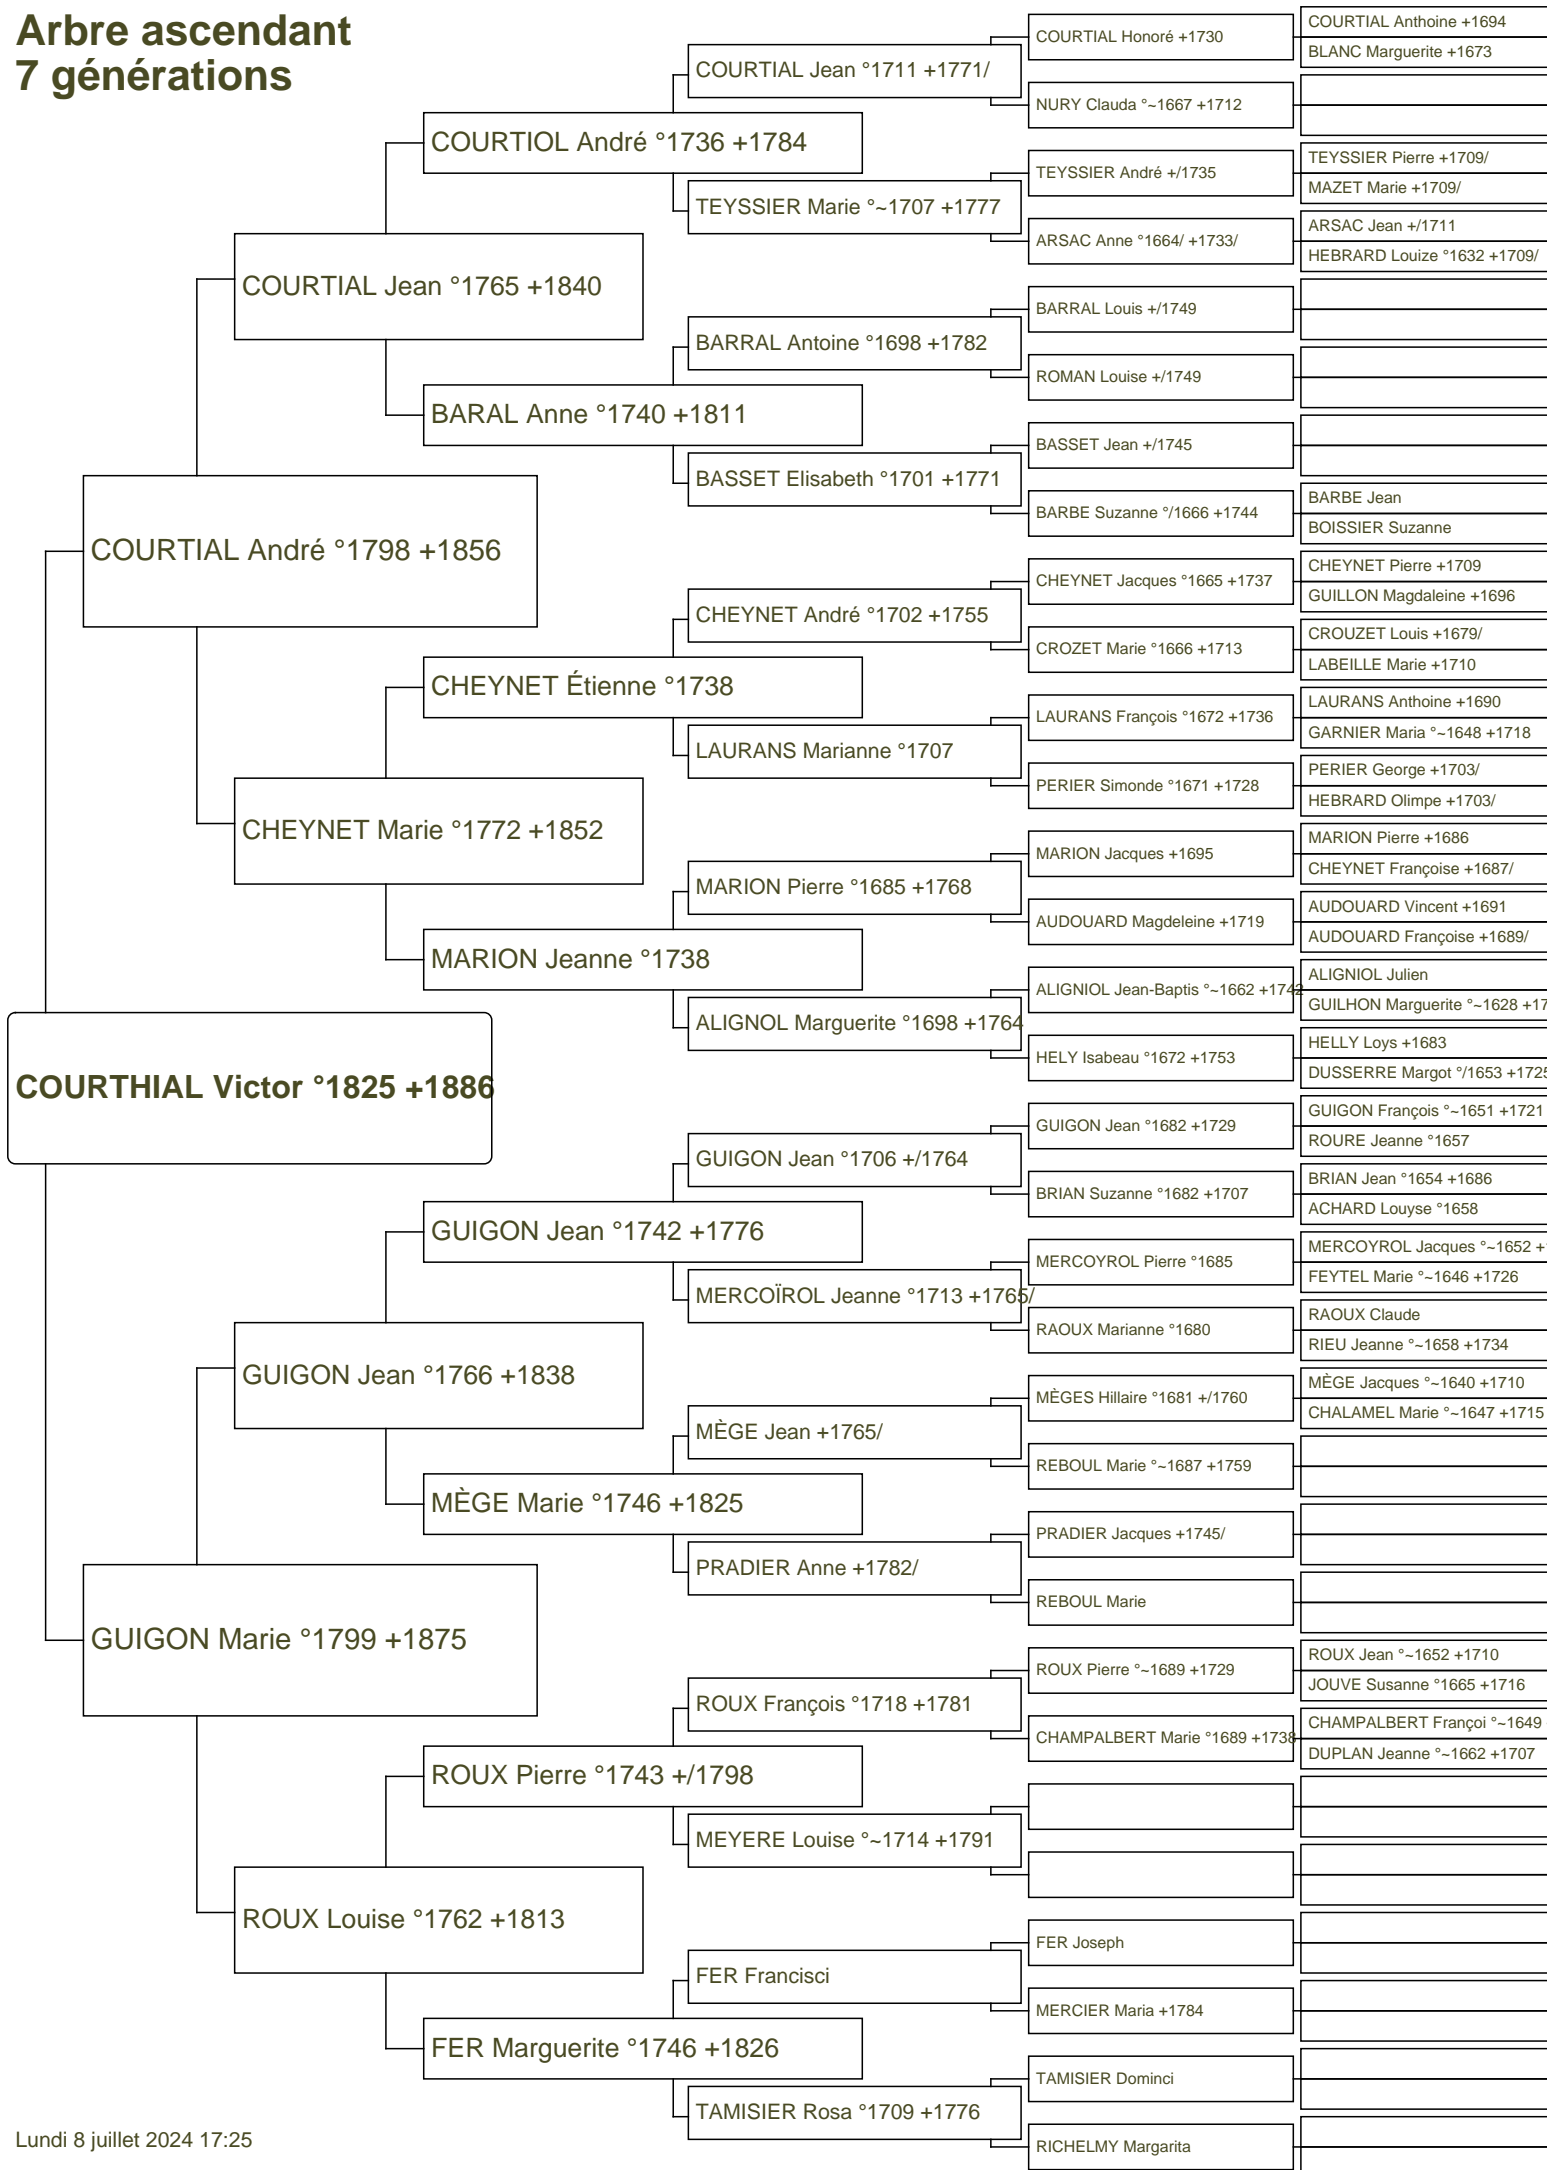 Arbre ascendant
7 générations
COURTHIAL Victor °1825 +1886
COURTIAL André °1798 +1856
GUIGON Marie °1799 +1875
COURTIAL Jean °1765 +1840
CHEYNET Marie °1772 +1852
GUIGON Jean °1766 +1838
ROUX Louise °1762 +1813
COURTIOL André °1736 +1784
BARAL Anne °1740 +1811
CHEYNET Étienne °1738
MARION Jeanne °1738
GUIGON Jean °1742 +1776
MÈGE Marie °1746 +1825
ROUX Pierre °1743 +/1798
FER Marguerite °1746 +1826
COURTIAL Jean °1711 +1771/
TEYSSIER Marie °~1707 +1777
BARRAL Antoine °1698 +1782
BASSET Elisabeth °1701 +1771
CHEYNET André °1702 +1755
LAURANS Marianne °1707
MARION Pierre °1685 +1768
ALIGNOL Marguerite °1698 +1764
GUIGON Jean °1706 +/1764
MERCOÏROL Jeanne °1713 +1765/
MÈGE Jean +1765/
PRADIER Anne +1782/
ROUX François °1718 +1781
MEYERE Louise °~1714 +1791
FER Francisci
TAMISIER Rosa °1709 +1776
COURTIAL Honoré +1730
NURY Clauda °~1667 +1712
TEYSSIER André +/1735
ARSAC Anne °1664/ +1733/
BARRAL Louis +/1749
ROMAN Louise +/1749
BASSET Jean +/1745
BARBE Suzanne °/1666 +1744
CHEYNET Jacques °1665 +1737
CROZET Marie °1666 +1713
LAURANS François °1672 +1736
PERIER Simonde °1671 +1728
MARION Jacques +1695
AUDOUARD Magdeleine +1719
ALIGNIOL Jean-Baptis °~1662 +1742
HELY Isabeau °1672 +1753
GUIGON Jean °1682 +1729
BRIAN Suzanne °1682 +1707
MERCOYROL Pierre °1685
RAOUX Marianne °1680
MÈGES Hillaire °1681 +/1760
REBOUL Marie °~1687 +1759
PRADIER Jacques +1745/
REBOUL Marie
ROUX Pierre °~1689 +1729
CHAMPALBERT Marie °1689 +1738
FER Joseph
MERCIER Maria +1784
TAMISIER Dominci
RICHELMY Margarita
COURTIAL Anthoine +1694
BLANC Marguerite +1673
TEYSSIER Pierre +1709/
MAZET Marie +1709/
ARSAC Jean +/1711
HEBRARD Louize °1632 +1709/
BARBE Jean
BOISSIER Suzanne
CHEYNET Pierre +1709
GUILLON Magdaleine +1696
CROUZET Louis +1679/
LABEILLE Marie +1710
LAURANS Anthoine +1690
GARNIER Maria °~1648 +1718
PERIER George +1703/
HEBRARD Olimpe +1703/
MARION Pierre +1686
CHEYNET Françoise +1687/
AUDOUARD Vincent +1691
AUDOUARD Françoise +1689/
ALIGNIOL Julien
GUILHON Marguerite °~1628 +17
HELLY Loys +1683
DUSSERRE Margot °/1653 +1725
GUIGON François °~1651 +1721
ROURE Jeanne °1657
BRIAN Jean °1654 +1686
ACHARD Louyse °1658
MERCOYROL Jacques °~1652 +
FEYTEL Marie °~1646 +1726
RAOUX Claude
RIEU Jeanne °~1658 +1734
MÈGE Jacques °~1640 +1710
CHALAMEL Marie °~1647 +1715
ROUX Jean °~1652 +1710
JOUVE Susanne °1665 +1716
CHAMPALBERT Françoi °~1649
DUPLAN Jeanne °~1662 +1707
Lundi 8 juillet 2024 17:25